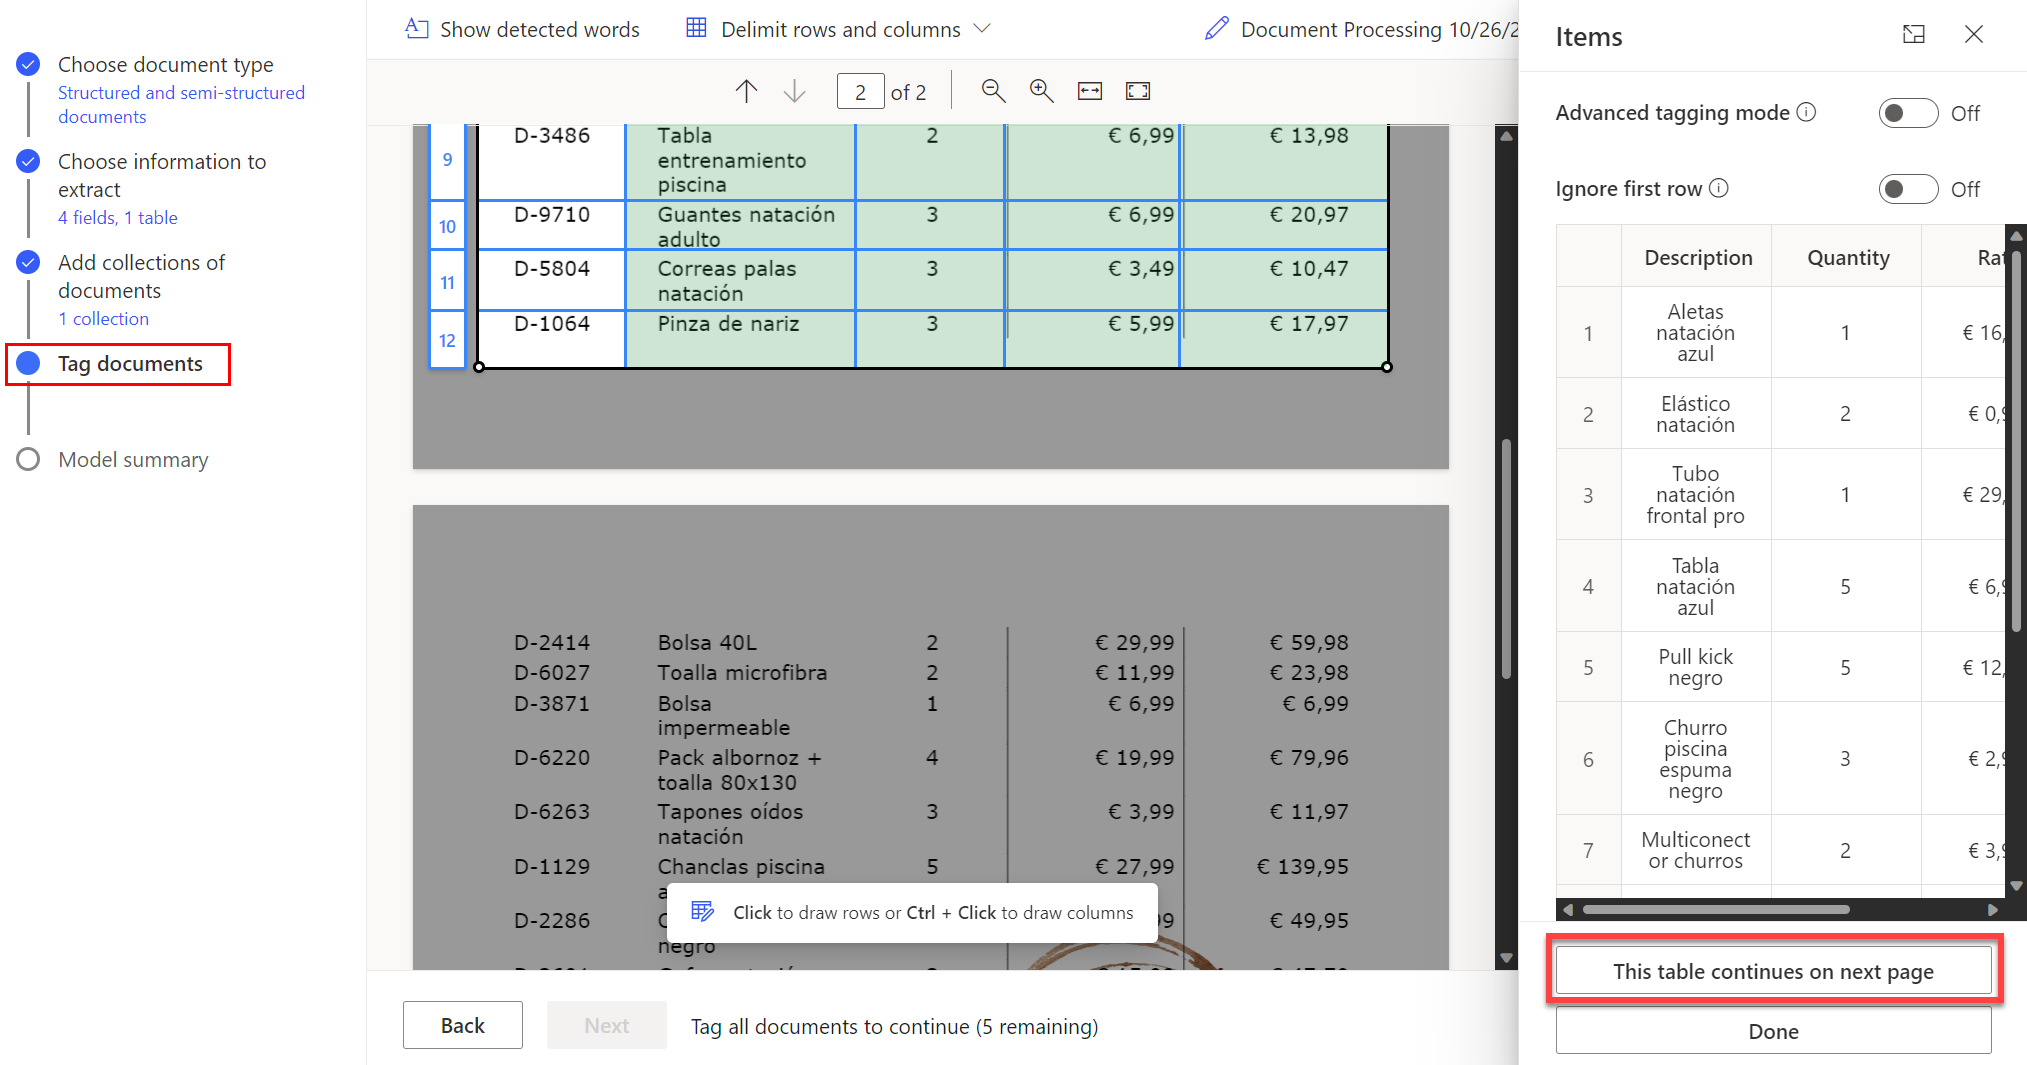 Choose document type
Structured and semi-structured
documents
Choose information to
extract
4 fields, 1 table
Add collections of
documents
1 collection
Tag documents
Model summary
Show detected words
Delimit rows and columns
Document Processing 10/26/2
2 of 2
9 D-3486 Tabla 2 € 6,99 € 13,98
entrenamiento
piscina
10 D-9710 Guantes natación 3 € 6,99 € 20,97
adulto
11 D-5804 Correas palas 3 € 3,49 € 10,47
natación
12 D-1064 Pinza de nariz 3 € 5,99 € 17,97
D-2414 Bolsa 40L 2 € 29,99 € 59,98
D-6027 Toalla microfibra 2 € 11,99 € 23,98
D-3871 Bolsa 1 € 6,99 € 6,99
impermeable
D-6220 Pack albornoz + 4 € 19,99 € 79,96
toalla 80x130
D-6263 Tapones oídos 3 € 3,99 € 11,97
natación
D-1129 Chanclas piscina 5 € 27,99 € 139,95
D-2286 € 49,95
negro
Click to draw rows or Ctrl + Click to draw columns
Back
Next
Tag all documents to continue (5 remaining)
Items
Advanced tagging mode Off
Ignore first row Off
Description Quantity Rat
1 Aletas 1 € 16,
natación
azul
2 Elástico 2 € 0,9
natación
3 Tubo 1 € 29,
natación
frontal pro
4 Tabla 5 € 6,9
natación
azul
5 Pull kick 5 € 12,
negro
6 Churro 3 € 2,9
piscina
espuma
negro
7 Multiconect 2 € 3,9
or churros
This table continues on next page
Done